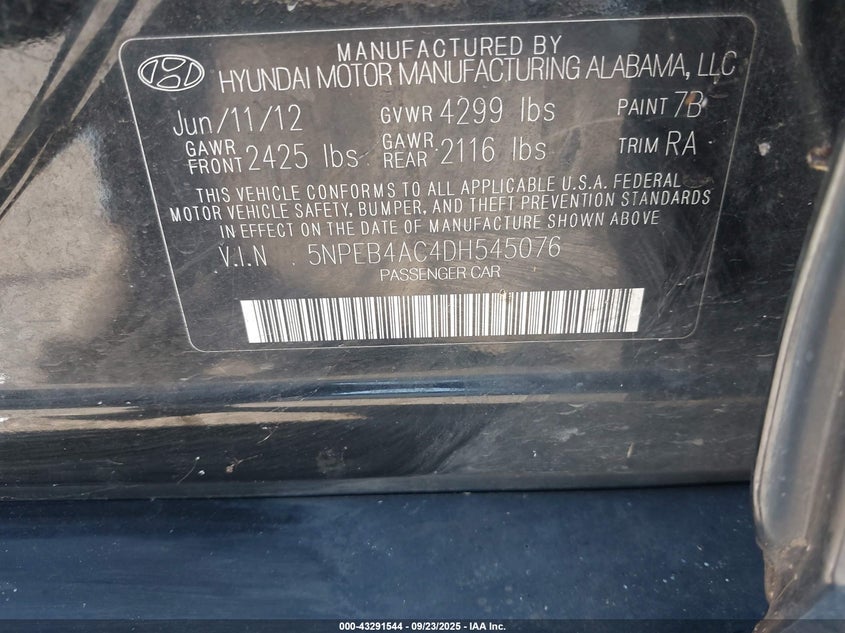 MANUFACTURED BY
HYUNDAI MOTOR MANUFACTURING ALABAMA, LLC
Jun/11/12 GVWR 4299 lbs PAINT 7B
GAWR FRONT 2425 lbs GAWR REAR 2116 lbs TRIM RA
THIS VEHICLE CONFORMS TO ALL APPLICABLE U.S.A. FEDERAL
MOTOR VEHICLE SAFETY, BUMPER, AND THEFT PREVENTION STANDARDS
IN EFFECT ON THE DATE OF MANUFACTURE SHOWN ABOVE
V.I.N 5NPEB4AC4DH545076
PASSENGER CAR
000-43291544 - 09/23/2025 - IAA Inc.